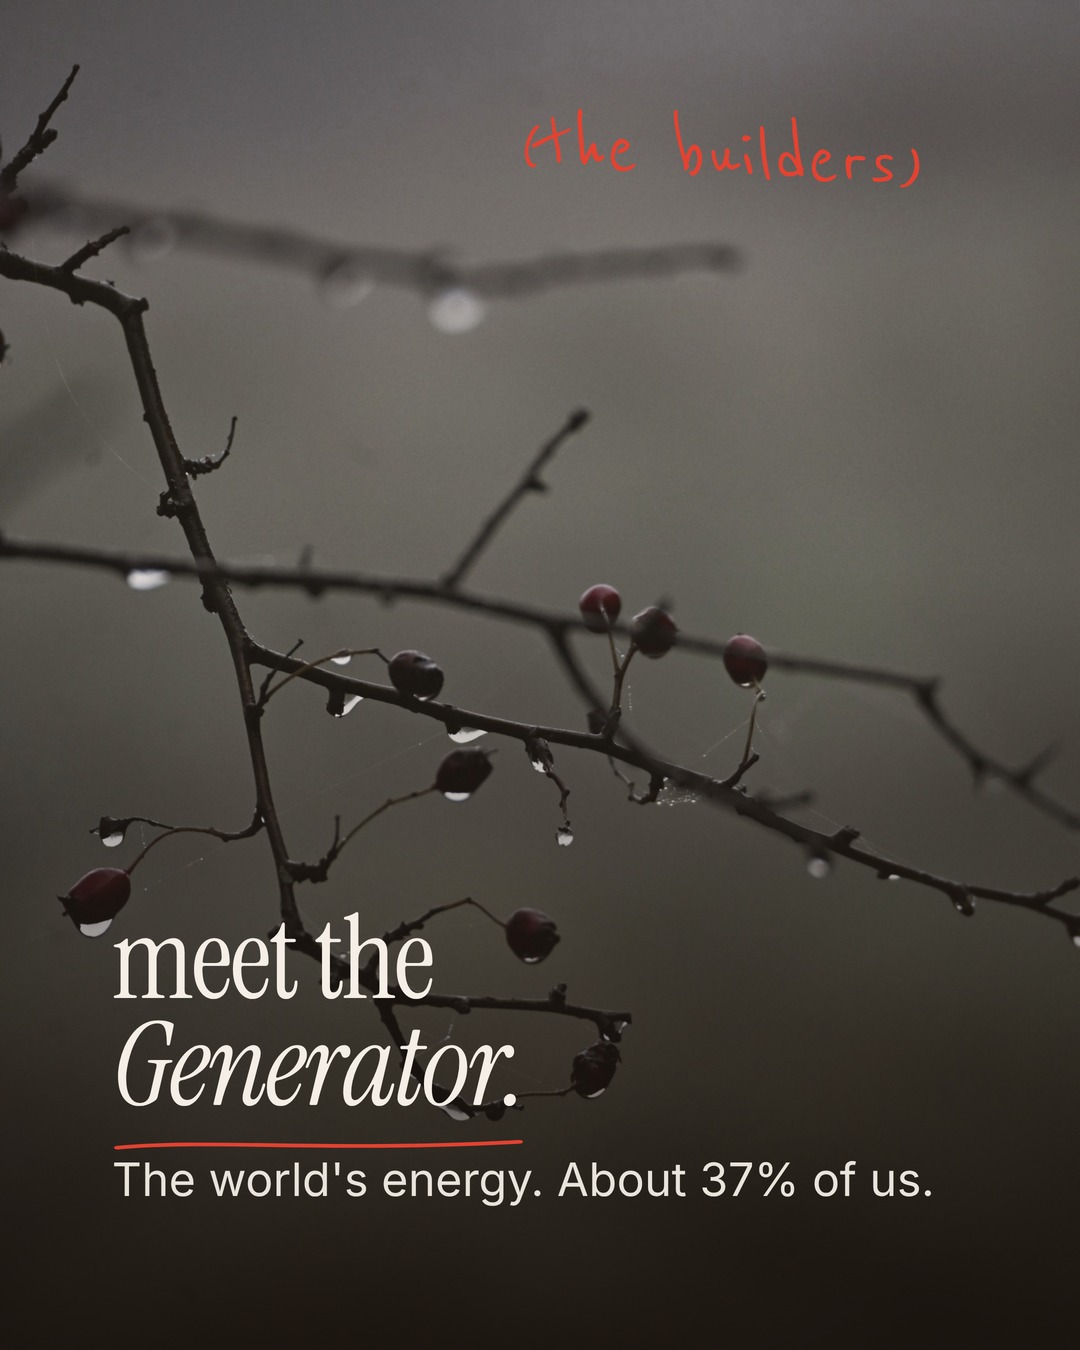 (the builders)
meet the
Generator.
The world's energy. About 37% of us.